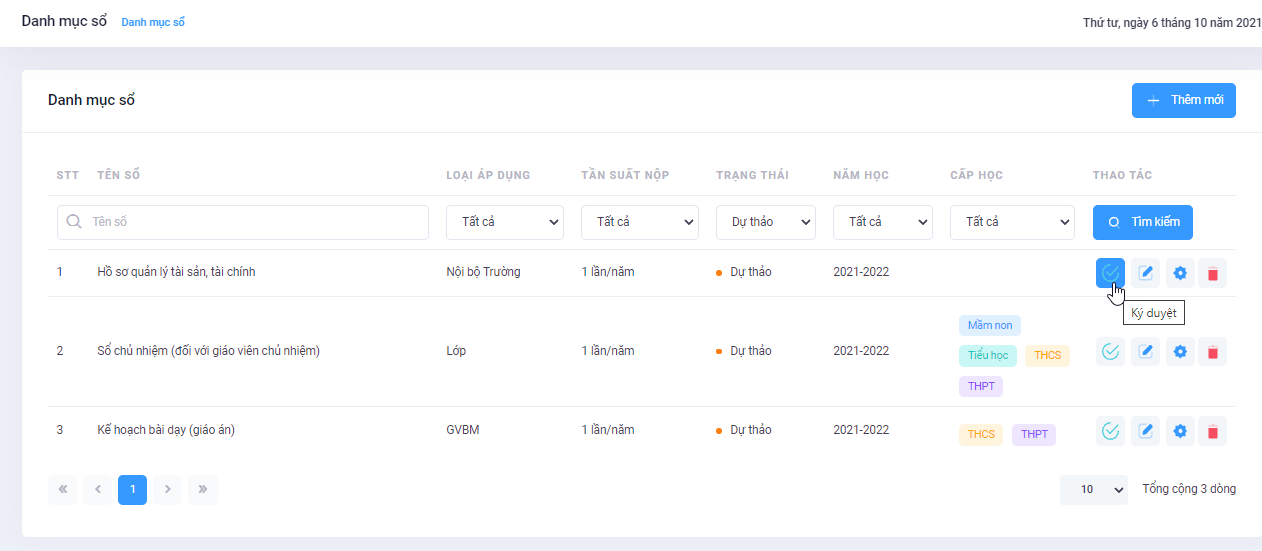 Danh mục sổ Danh mục sổ Thứ tư, ngày 6 tháng 10 năm 2021
Danh mục sổ Thêm mới
STT TÊN SỔ LOẠI ÁP DỤNG TẦN SUẤT NỘP TRẠNG THÁI NĂM HỌC CẤP HỌC THAO TÁC
Tên sổ Tất cả Tất cả Dự thảo Tất cả Tất cả Tìm kiếm
1 Hồ sơ quản lý tài sản, tài chính Nội bộ Trường 1 lần/năm Dự thảo 2021-2022
Ký duyệt
Mầm non
2 Sổ chủ nhiệm (đối với giáo viên chủ nhiệm) Lớp 1 lần/năm Dự thảo 2021-2022 Tiểu học THCS
THPT
3 Kế hoạch bài dạy (giáo án) GVBM 1 lần/năm Dự thảo 2021-2022 THCS THPT
1 10 Tổng cộng 3 dòng